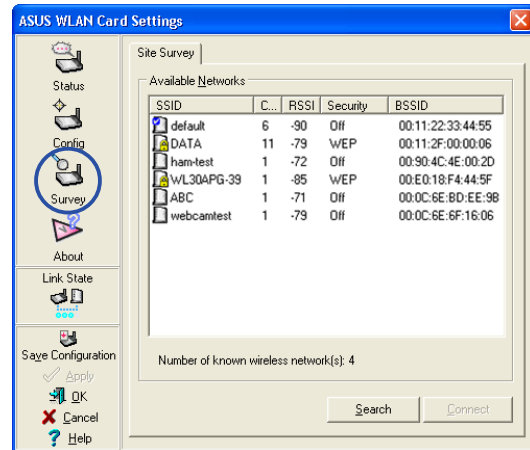 ASUS WLAN Card Settings
Status
Config
Survey
About
Link State
Save Configuration
Apply
OK
Cancel
Help
Site Survey
Available Networks
SSID C... RSSI Security BSSID
default 6 -90 Off 00:11:22:33:44:55
DATA 11 -79 WEP 00:11:2F:00:00:06
ham-test 1 -72 Off 00:90:4C:4E:00:2D
WL30APG-39 1 -85 WEP 00:E0:18:F4:44:5F
ABC 1 -71 Off 00:0C:6E:BD:EE:9B
webcamtest 1 -79 Off 00:0C:6E:6F:16:06
Number of known wireless network(s): 4
Search Connect